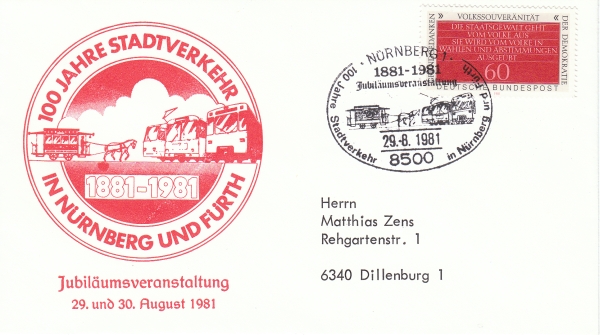 100 JAHRE STADTVERKEHR
IN NÜRNBERG UND FÜRTH
1881-1981
Jubiläumsveranstaltung
29. und 30. August 1981
VOLKSSOUVERÄNITÄT
DIE STAATSGEWALT GEHT
VOM VOLKE AUS
SIE WIRD VOM VOLKE IN
WAHLEN UND ABSTIMMUNGEN
AUSGEÜBT
60
DEUTSCHE BUNDESPOST
DER DEMOKRATIE
· NÜRNBERG 1 ·
1881-1981
Jubiläumsveranstaltung
100 Jahre Stadtverkehr in Nürnberg und Fürth
29.-8. 1981
8500
Herrn
Matthias Zens
Rehgartenstr. 1
6340 Dillenburg 1